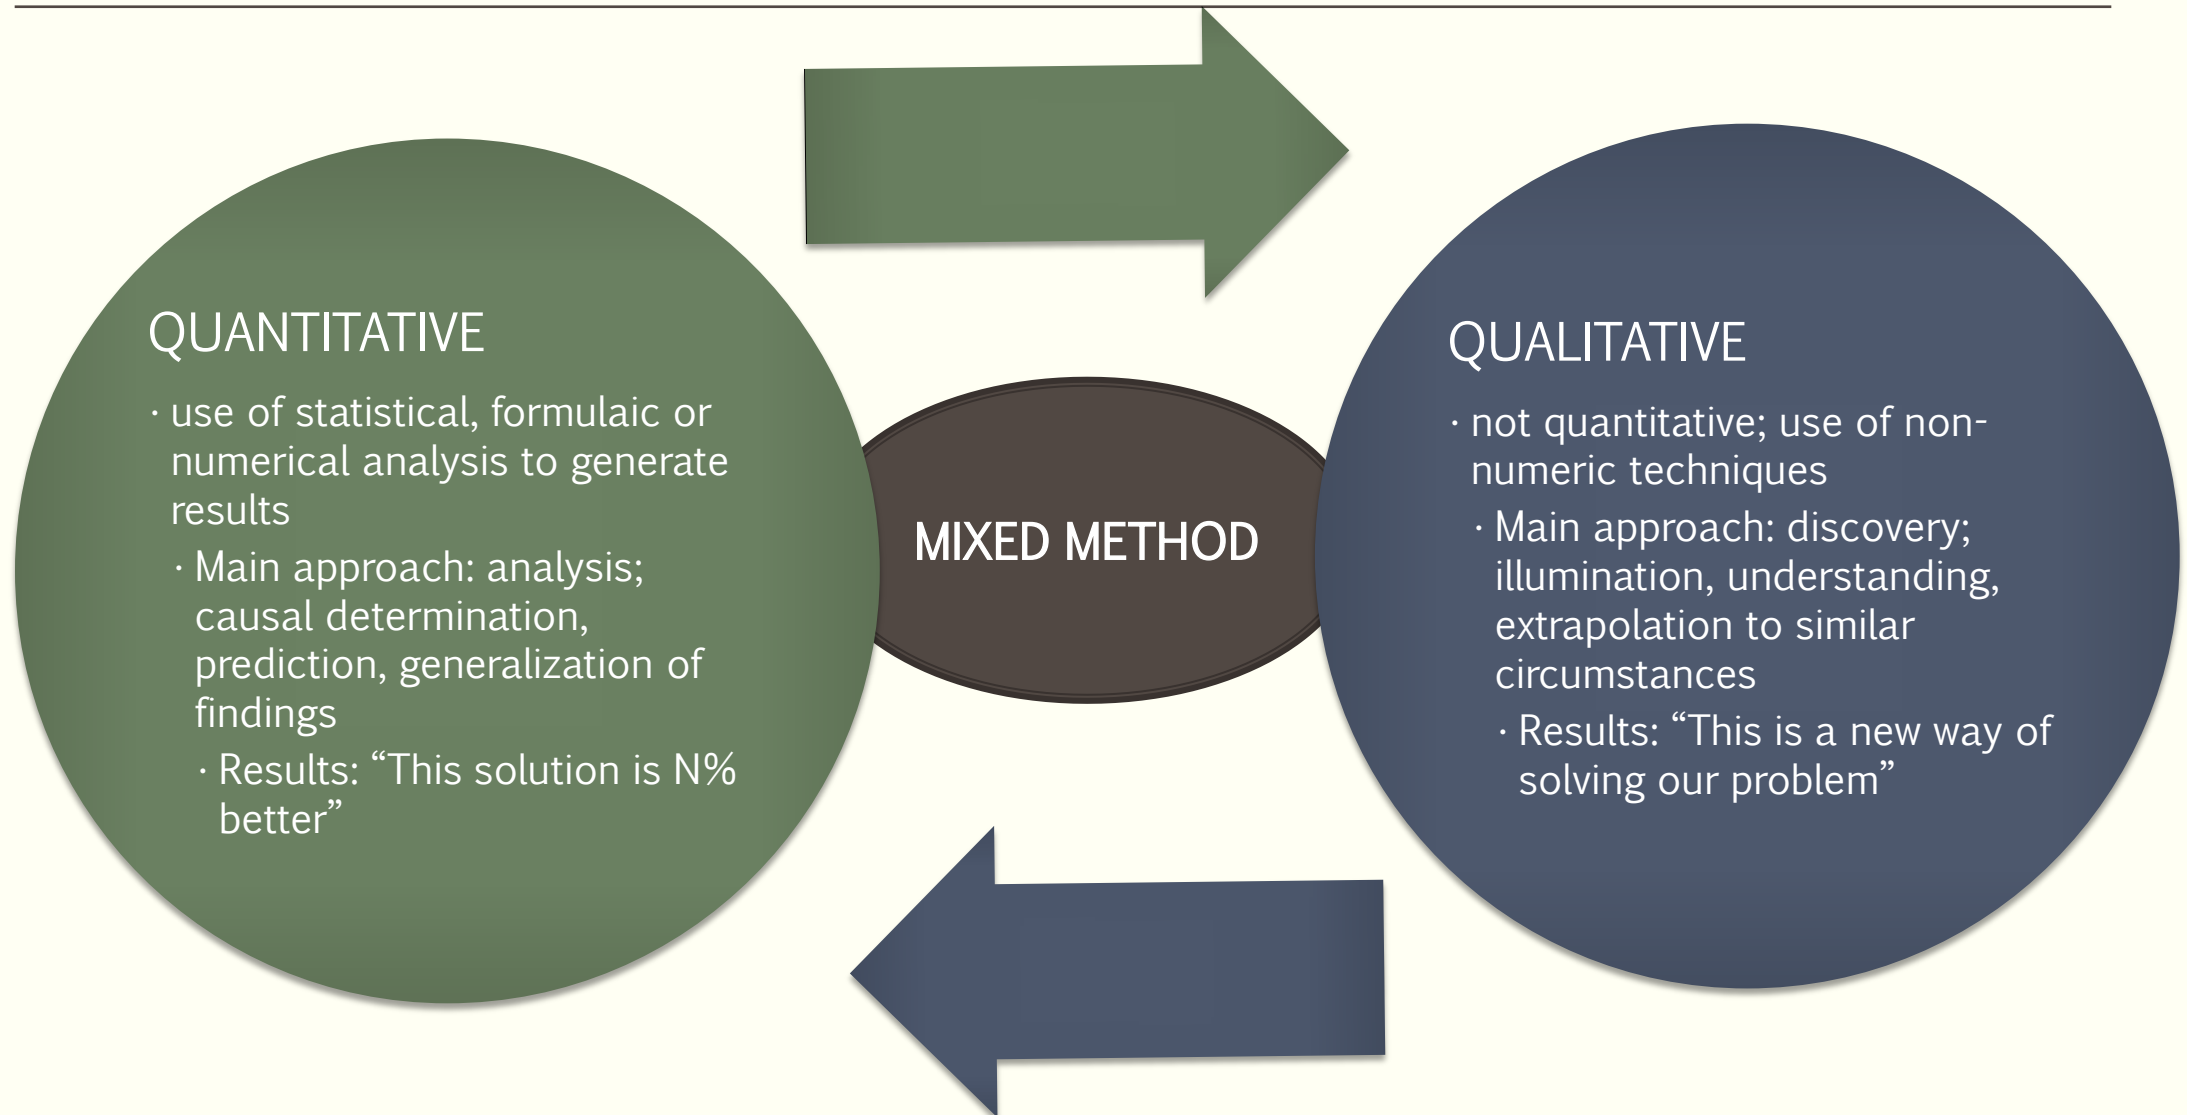 QUANTITATIVE
· use of statistical, formulaic or
numerical analysis to generate
results
· Main approach: analysis;
causal determination,
prediction, generalization of
findings
· Results: “This solution is N%
better”
MIXED METHOD
QUALITATIVE
· not quantitative; use of non-
numeric techniques
· Main approach: discovery;
illumination, understanding,
extrapolation to similar
circumstances
· Results: “This is a new way of
solving our problem”